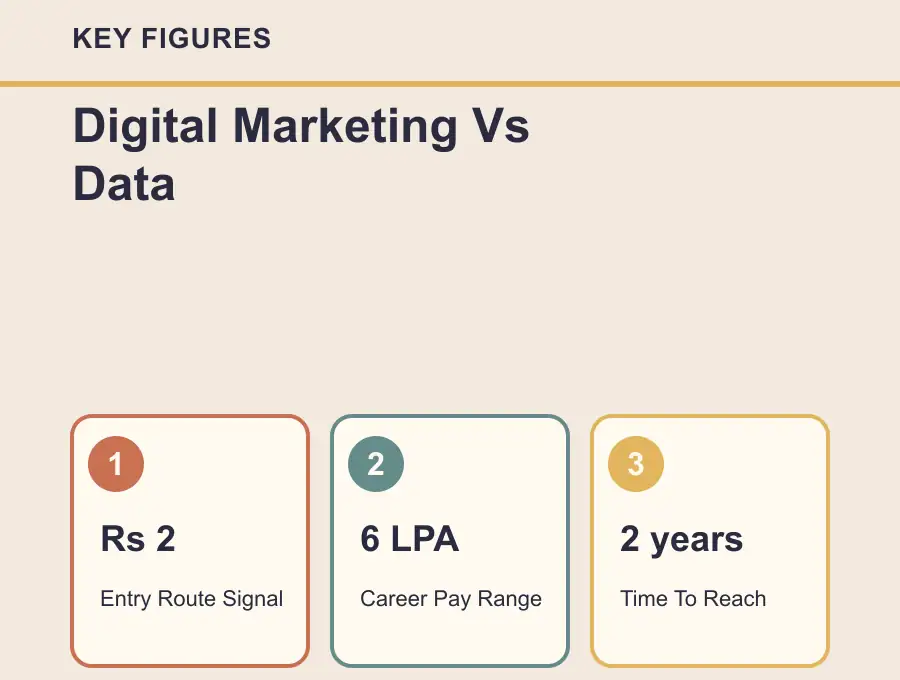 KEY FIGURES
Digital Marketing Vs
Data
1
Rs 2
Entry Route Signal
2
6 LPA
Career Pay Range
3
2 years
Time To Reach